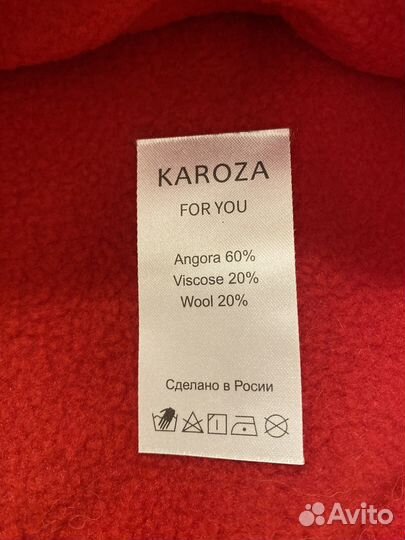 KAROZA
FOR YOU
Angora 60%
Viscose 20%
Wool 20%
Сделано в Росии
Avito